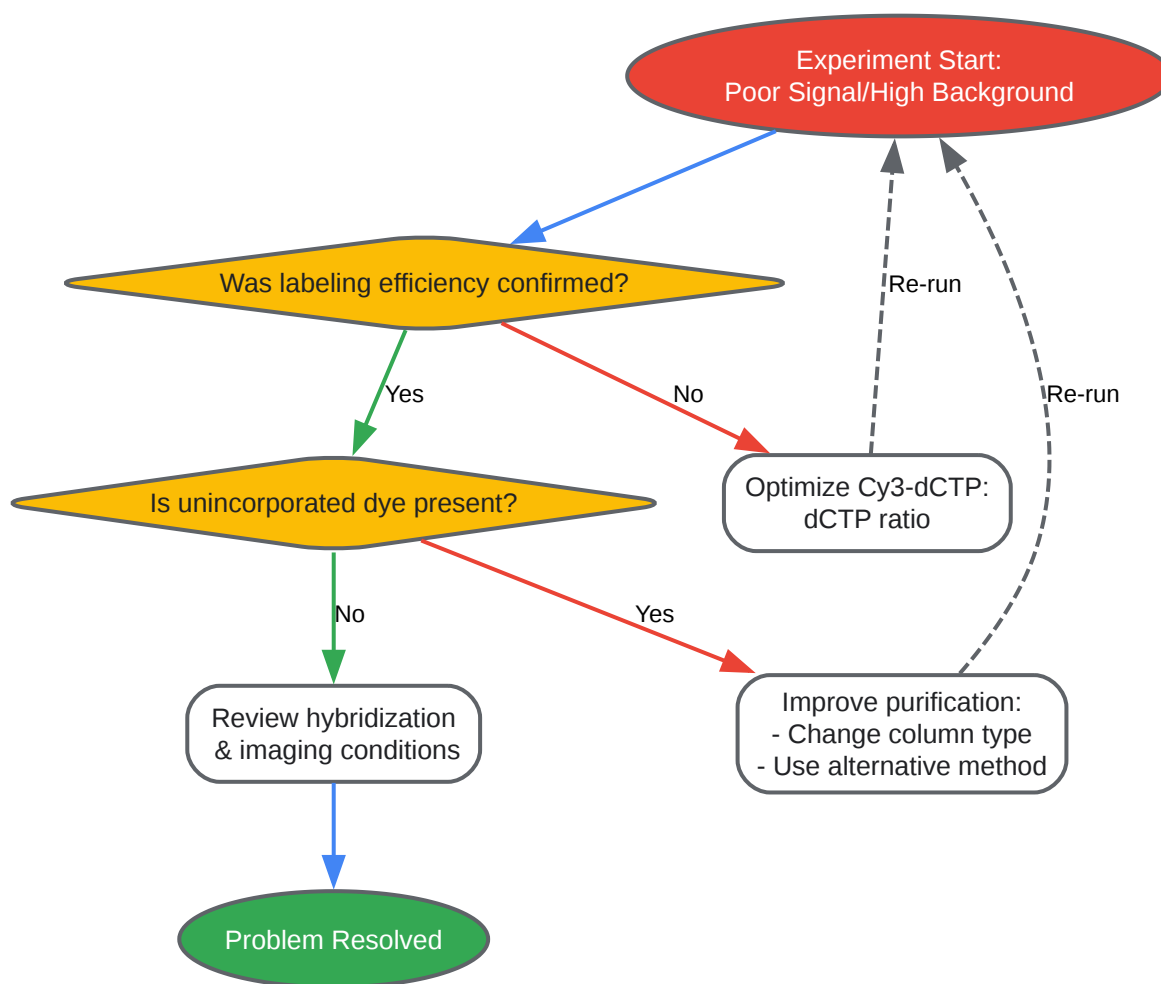 Experiment Start:
Poor Signal/High Background
Was labeling efficiency confirmed?
Re-run
Yes
No
Re-run
Is unincorporated dye present?
Optimize Cy3-dCTP:
dCTP ratio
No
Yes
Review hybridization
& imaging conditions
Improve purification:
- Change column type
- Use alternative method
Problem Resolved